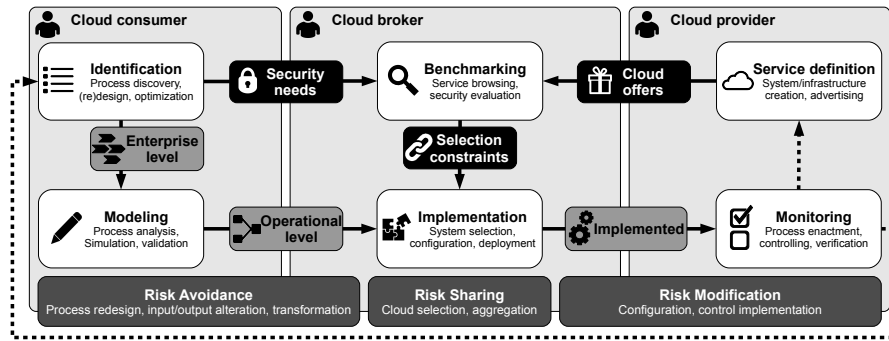 Cloud consumer
Cloud broker
Cloud provider
Identification
Process discovery,
(re)design, optimization
Security
needs
Benchmarking
Service browsing,
security evaluation
Cloud
offers
Service definition
System/infrastructure
creation, advertising
Enterprise
level
Selection
constraints
Modeling
Process analysis,
Simulation, validation
Operational
level
Implementation
System selection,
configuration, deployment
Implemented
Monitoring
Process enactment,
controlling, verification
Risk Avoidance
Process redesign, input/output alteration, transformation
Risk Sharing
Cloud selection, aggregation
Risk Modification
Configuration, control implementation